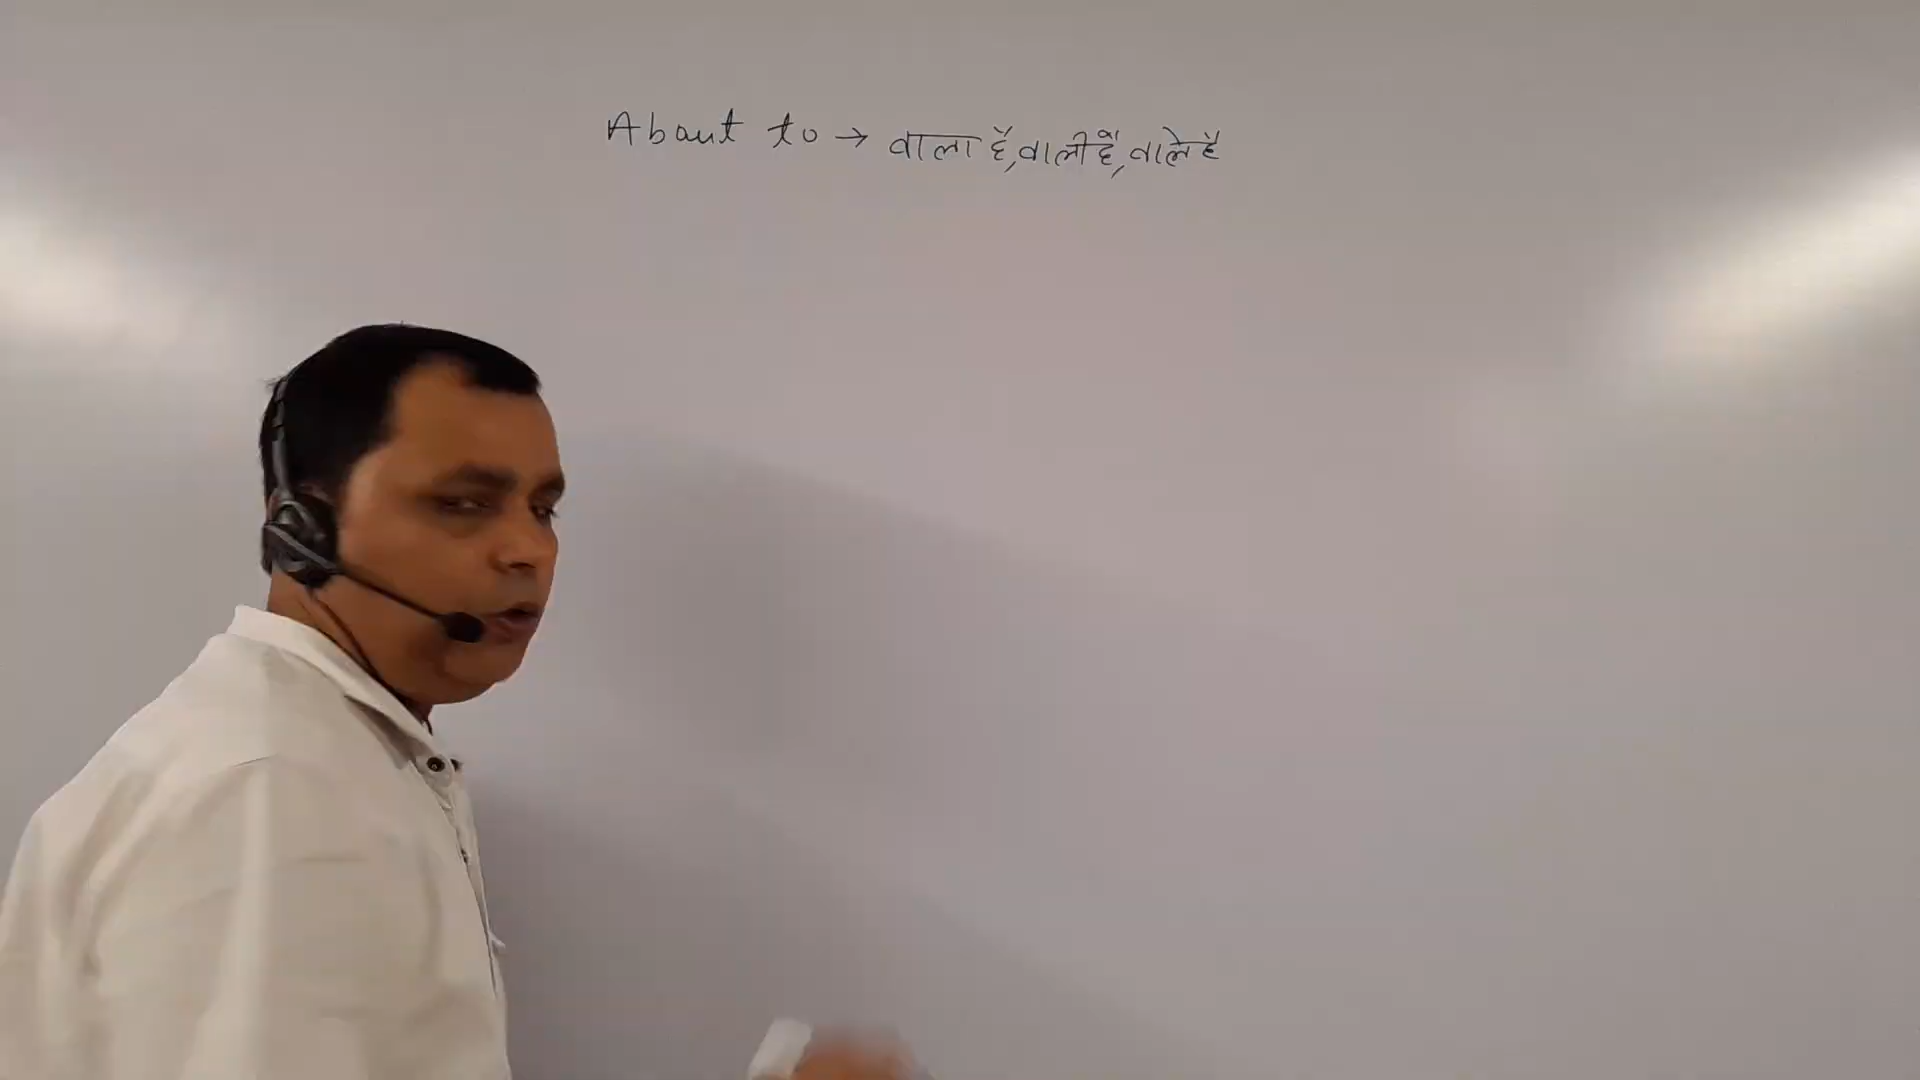 About to → वाला है, वाली है, वाले हैं